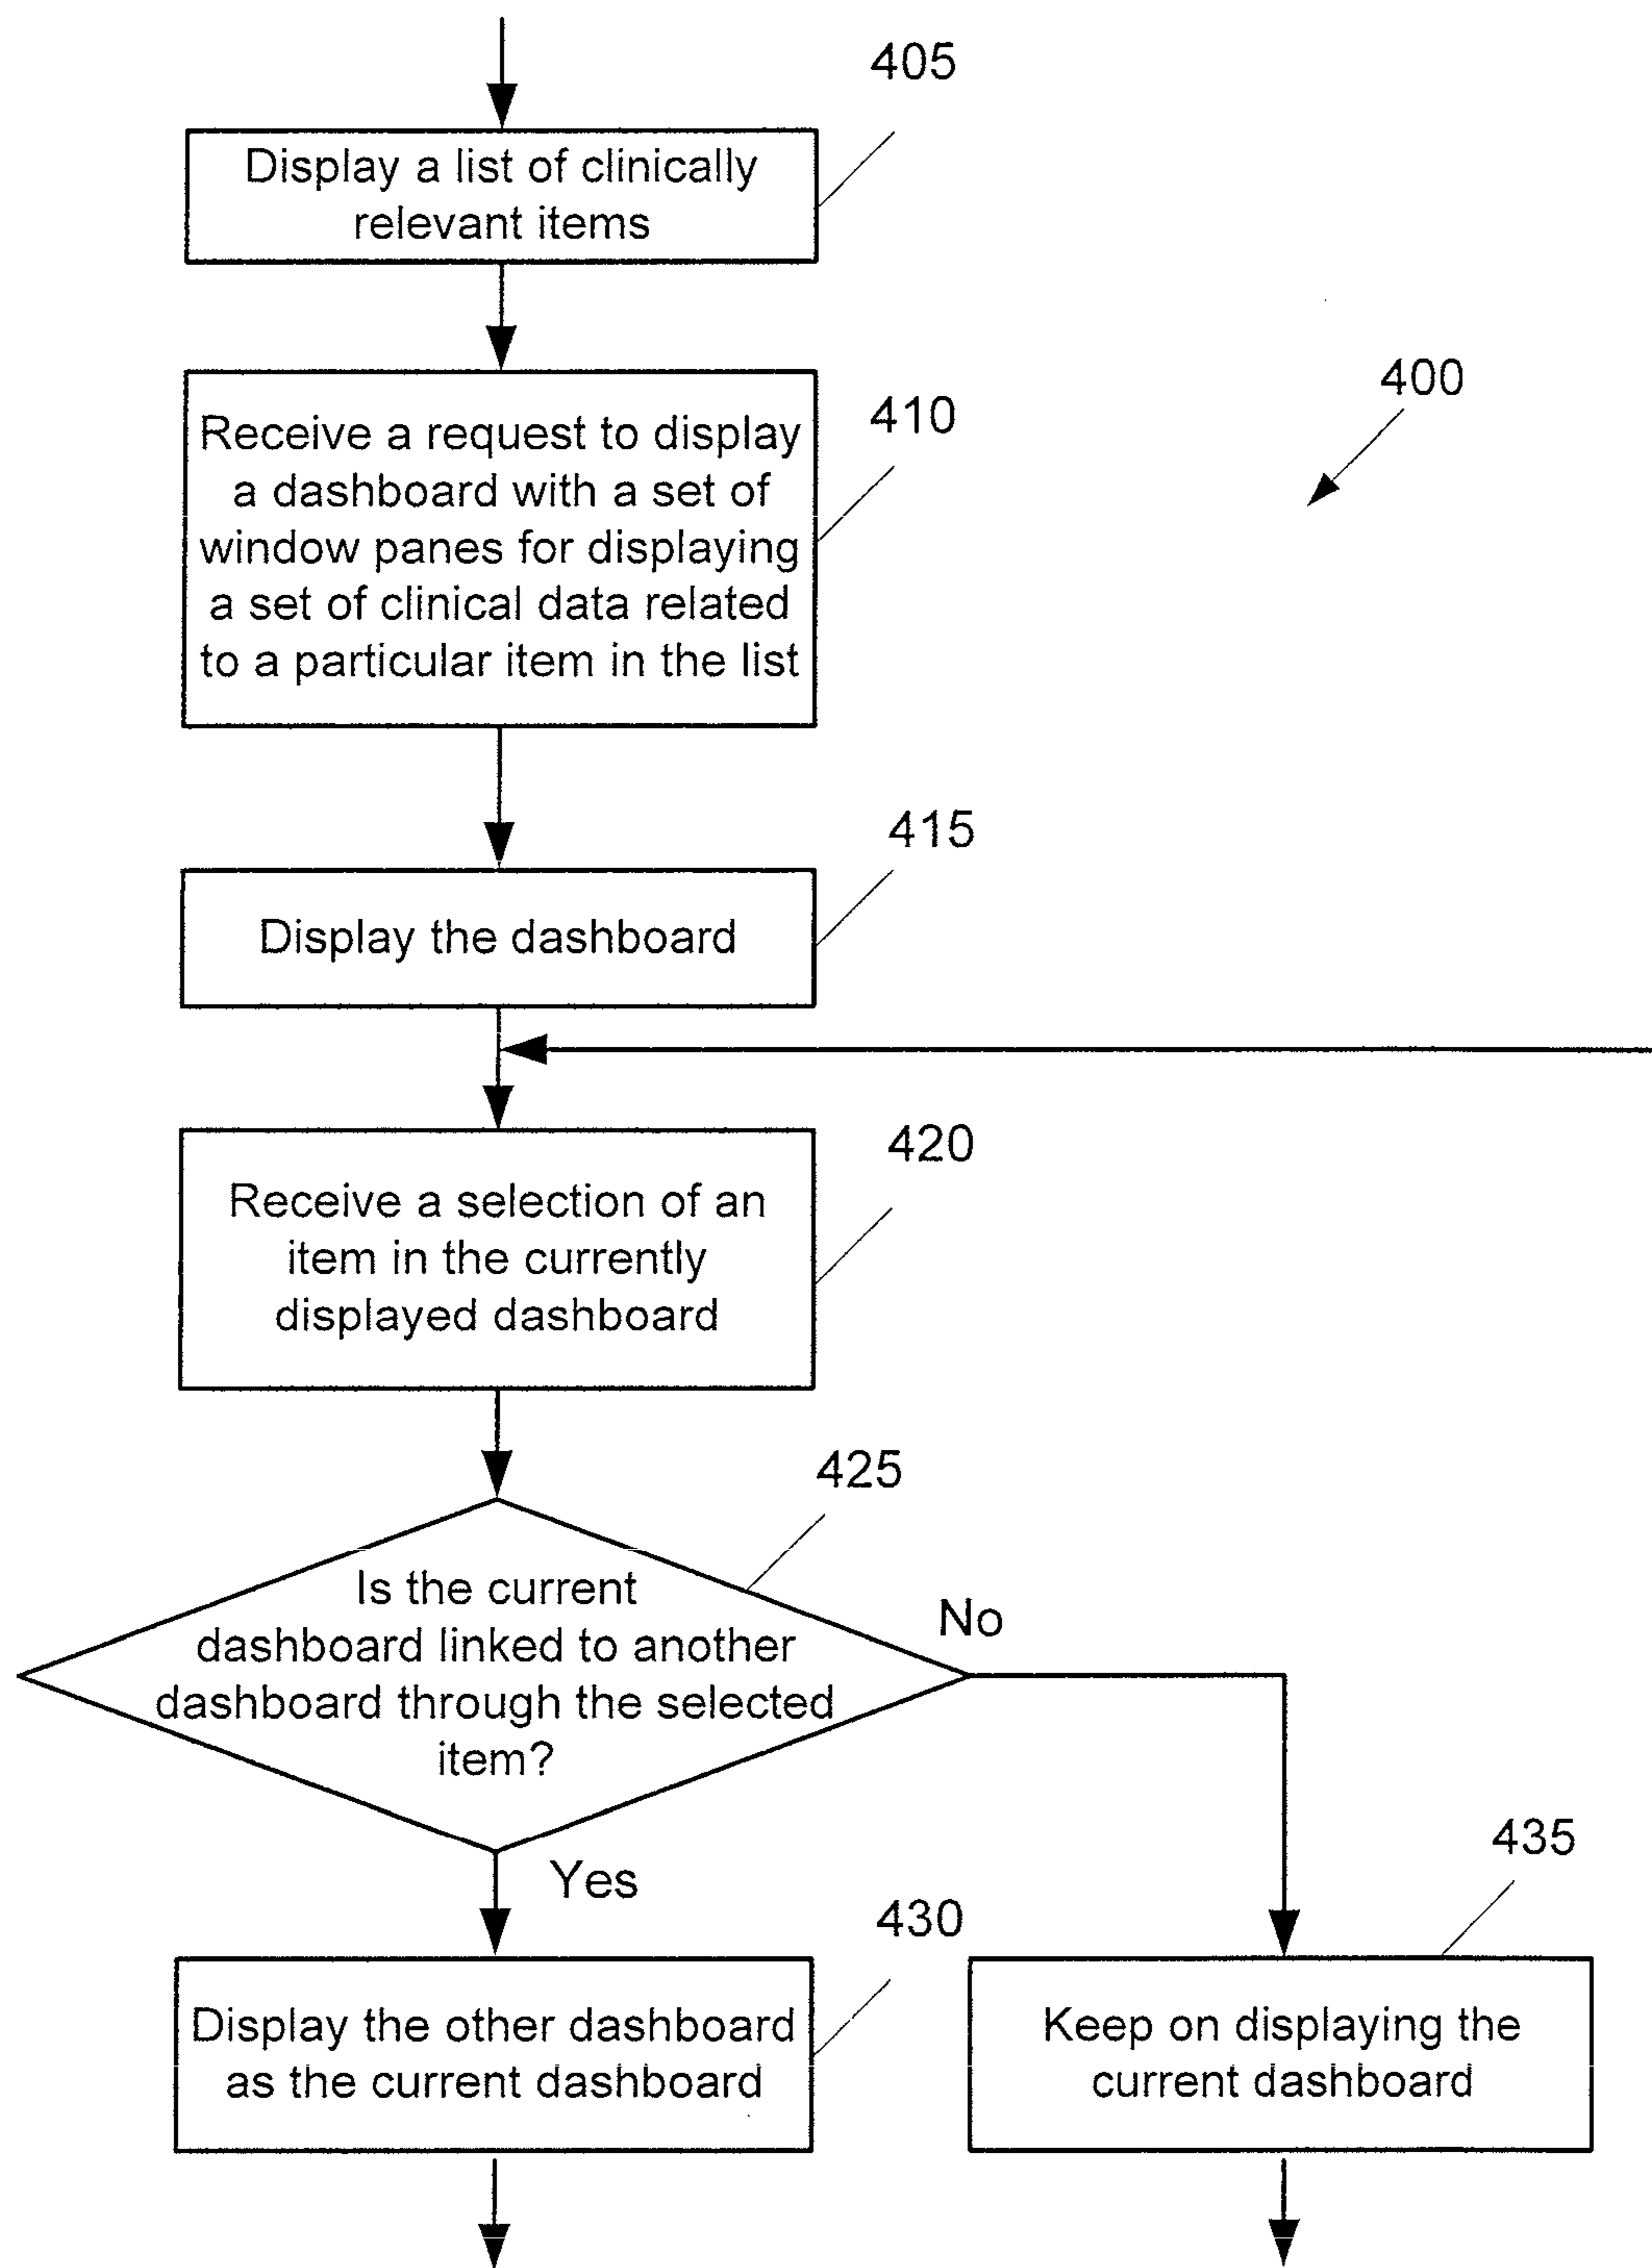 405
Display a list of clinically
relevant items
400
410
Receive a request to display
a dashboard with a set of
window panes for displaying
a set of clinical data related
to a particular item in the list
415
Display the dashboard
420
Receive a selection of an
item in the currently
displayed dashboard
425
Is the current
dashboard linked to another
dashboard through the selected
item?
No
Yes
430
Display the other dashboard
as the current dashboard
435
Keep on displaying the
current dashboard